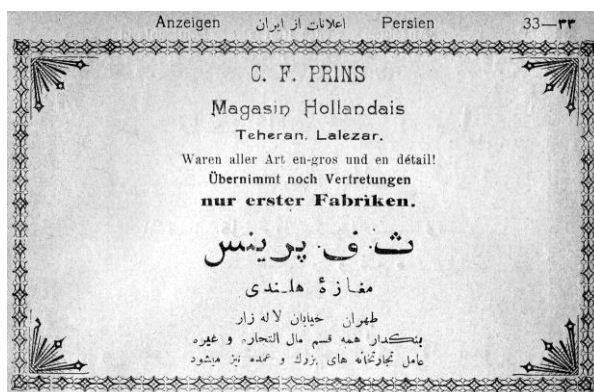 Anzeigen اعلانات از ایران Persien 33—۳۳
C. F. PRINS
Magasin Hollandais
Teheran. Lalezar.
Waren aller Art en-gros und en détail!
Übernimmt noch Vertretungen
nur erster Fabriken.
ث . ف . پرینس
مغازهٔ هلندی
طهران خیابان لاله زار
بنکدار همه قسم مال التجاره و غیره
عامل تجارتخانه های بزرك و عمده نیز میشود